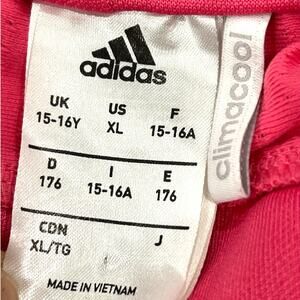 adidas
UK US F
15-16Y XL 15-16A
D I E
176 15-16A 176
CDN J
XL/TG
MADE IN VIETNAM
climacool